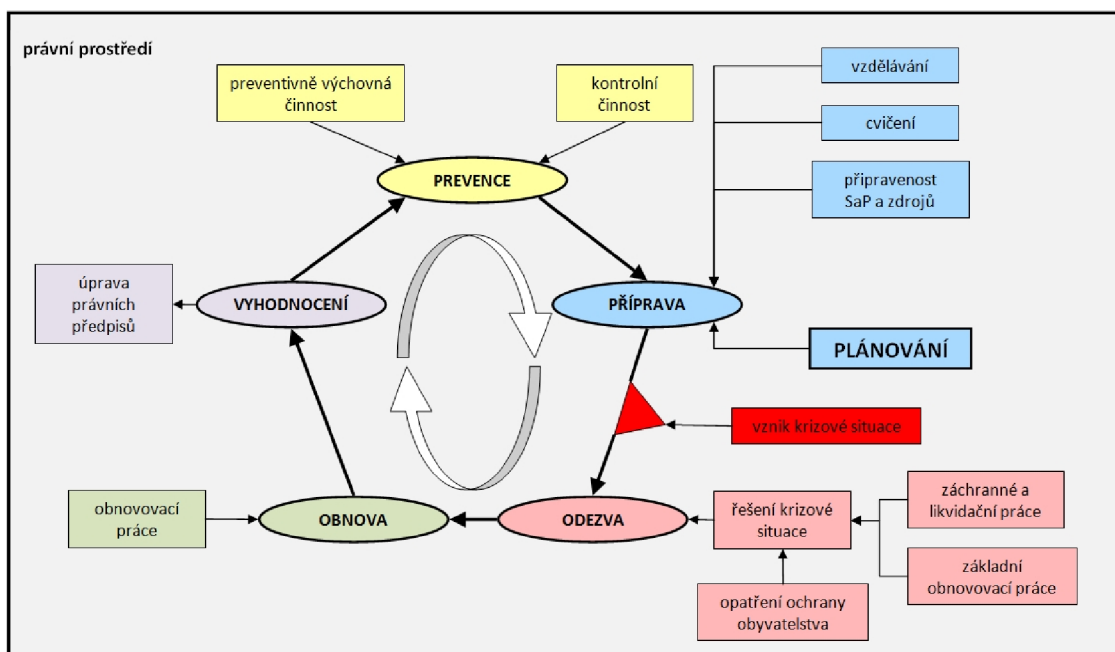 právní prostředí
preventivně výchovná
činnost
kontrolní
činnost
vzdělávání
cvičení
připravenost
SaP a zdrojů
PREVENCE
úprava
právních
předpisů
VYHODNOCENÍ
PŘÍPRAVA
PLÁNOVÁNÍ
vznik krizové situace
obnovovací
práce
OBNOVA
ODEZVA
řešení krizové
situace
záchranné a
likvidační práce
základní
obnovovací práce
opatření ochrany
obyvatelstva